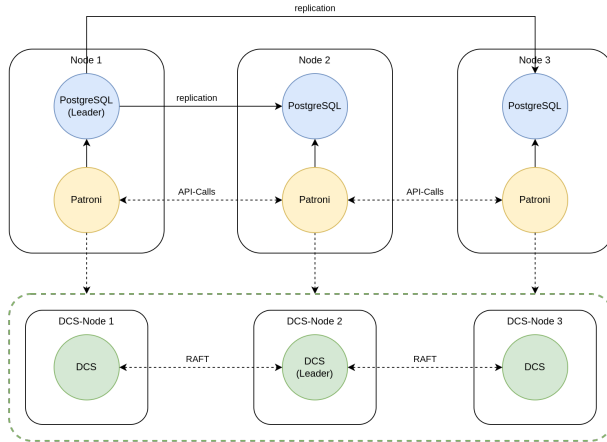 replication
Node 1
Node 2
Node 3
PostgreSQL
(Leader)
replication
PostgreSQL
PostgreSQL
Patroni
API-Calls
Patroni
API-Calls
Patroni
DCS-Node 1
DCS-Node 2
DCS-Node 3
DCS
RAFT
DCS
(Leader)
RAFT
DCS